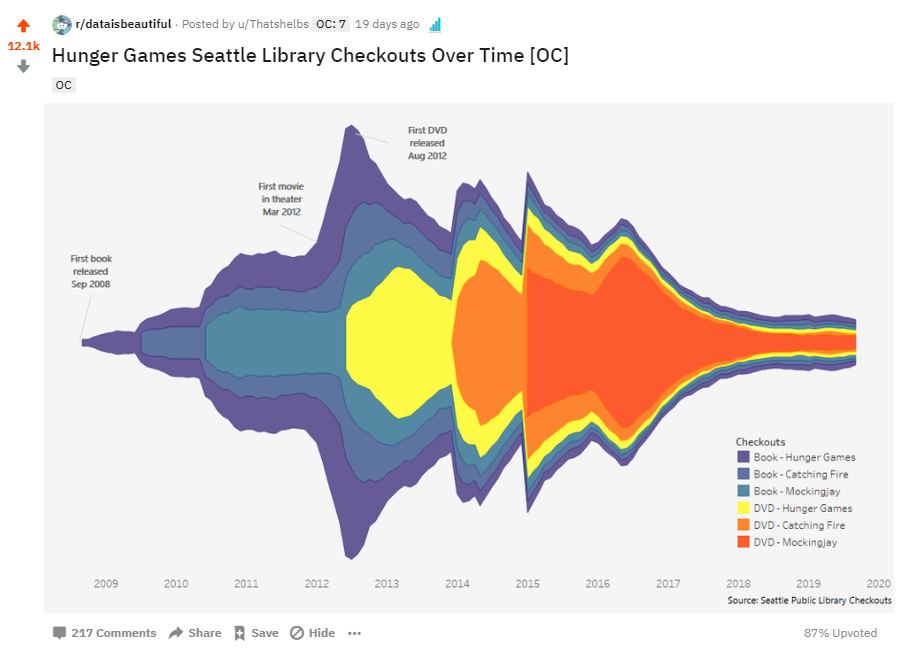 r/dataisbeautiful · Posted by u/Thatshelbs OC: 7 19 days ago
12.1k
Hunger Games Seattle Library Checkouts Over Time [OC]
OC
First DVD
released
Aug 2012
First movie
in theater
Mar 2012
First book
released
Sep 2008
Checkouts
Book - Hunger Games
Book - Catching Fire
Book - Mockingjay
DVD - Hunger Games
DVD - Catching Fire
DVD - Mockingjay
2009 2010 2011 2012 2013 2014 2015 2016 2017 2018 2019 2020
Source: Seattle Public Library Checkouts
217 Comments Share Save Hide ••• 87% Upvoted